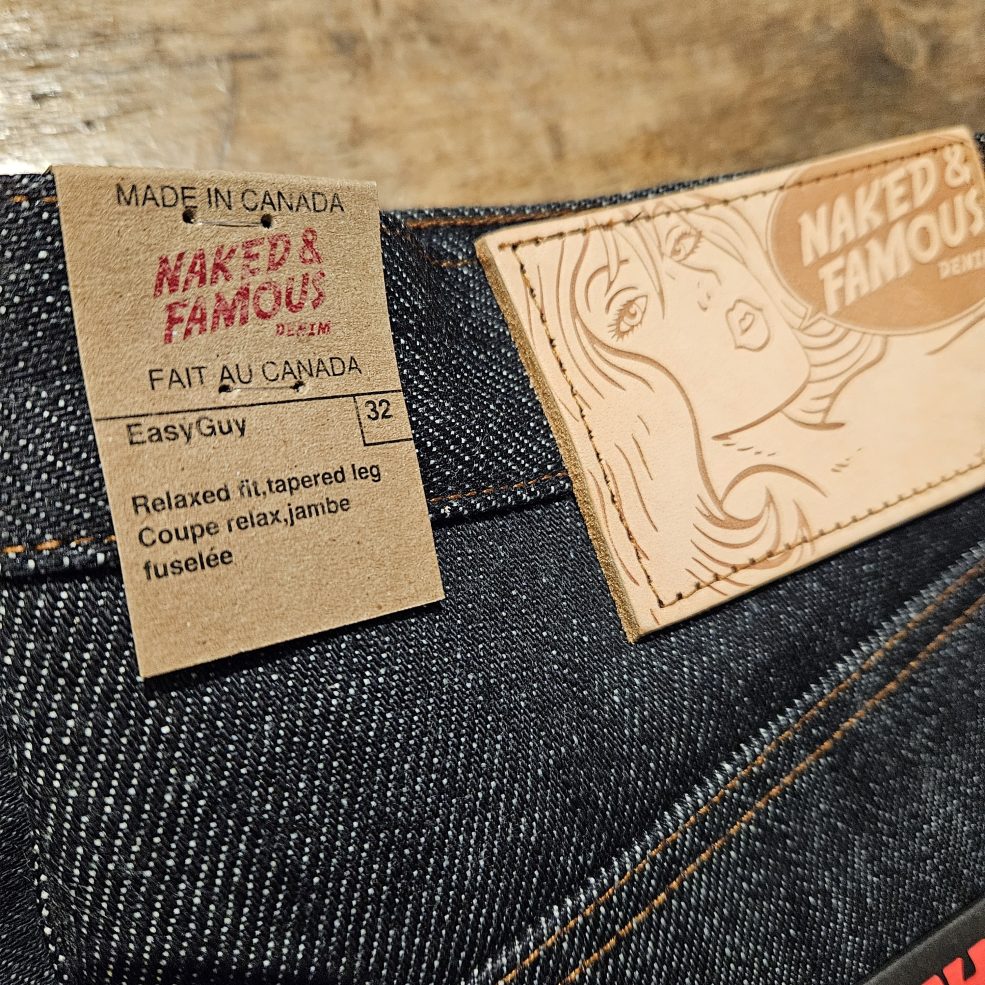 MADE IN CANADA
NAKED &
FAMOUS
DENIM
FAIT AU CANADA
EasyGuy
32
Relaxed fit,tapered leg
Coupe relax,jambe
fuselée
NAKED &
FAMOUS
DENIM